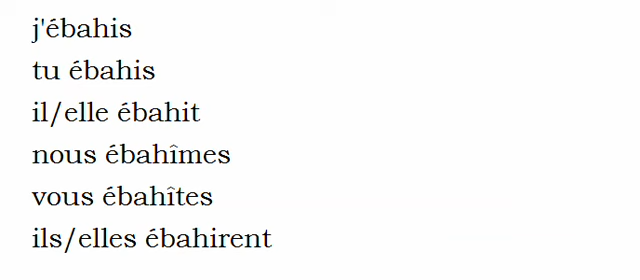 j'ébahis
tu ébahis
il/elle ébahit
nous ébahîmes
vous ébahîtes
ils/elles ébahirent